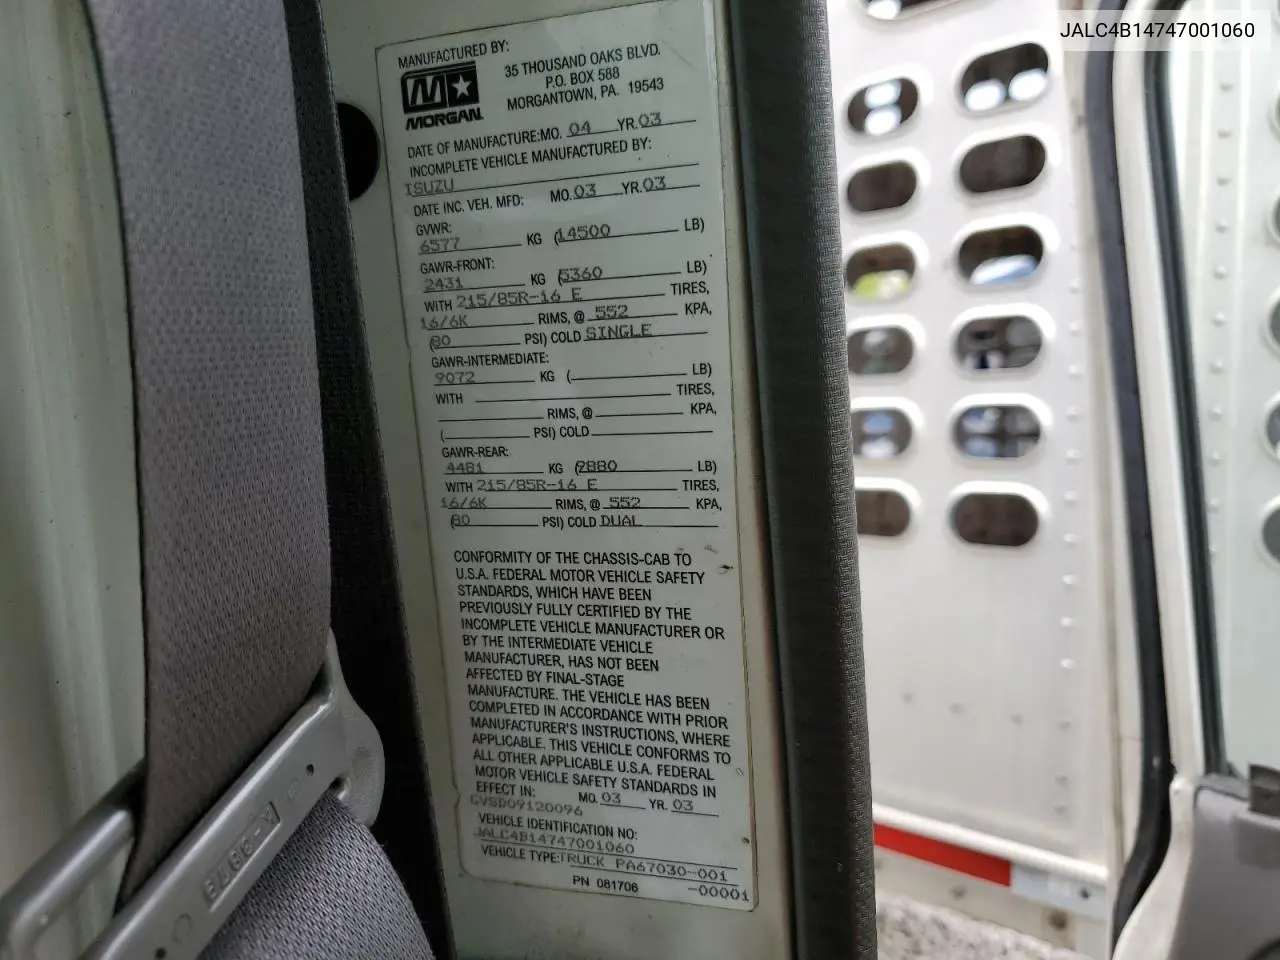 JALC4B14747001060
MANUFACTURED BY:
MORGAN
35 THOUSAND OAKS BLVD.
P.O. BOX 588
MORGANTOWN, PA. 19543
DATE OF MANUFACTURE:MO. 04 YR.03
INCOMPLETE VEHICLE MANUFACTURED BY:
ISUZU
DATE INC. VEH. MFD: MO. 03 YR.03
GVWR:
6577 KG (14500 LB)
GAWR-FRONT:
2431 KG (5360 LB)
WITH 215/85R-16 E TIRES,
16/6K RIMS, @ 552 KPA,
(80 PSI) COLD SINGLE
GAWR-INTERMEDIATE:
9072 KG ( LB)
WITH TIRES,
RIMS, @ KPA,
( PSI) COLD
GAWR-REAR:
4481 KG (9880 LB)
WITH 215/85R-16 E TIRES,
16/6K RIMS, @ 552 KPA,
(80 PSI) COLD DUAL
CONFORMITY OF THE CHASSIS-CAB TO
U.S.A. FEDERAL MOTOR VEHICLE SAFETY
STANDARDS, WHICH HAVE BEEN
PREVIOUSLY FULLY CERTIFIED BY THE
INCOMPLETE VEHICLE MANUFACTURER OR
BY THE INTERMEDIATE VEHICLE
MANUFACTURER, HAS NOT BEEN
AFFECTED BY FINAL-STAGE
MANUFACTURE. THE VEHICLE HAS BEEN
COMPLETED IN ACCORDANCE WITH PRIOR
MANUFACTURER'S INSTRUCTIONS, WHERE
APPLICABLE. THIS VEHICLE CONFORMS TO
ALL OTHER APPLICABLE U.S.A. FEDERAL
MOTOR VEHICLE SAFETY STANDARDS IN
EFFECT IN: MO. 03 YR. 03
GVSD09120096
VEHICLE IDENTIFICATION NO:
JALC4B14747001060
VEHICLE TYPE:TRUCK PA67030-001
-00001
PN 081706